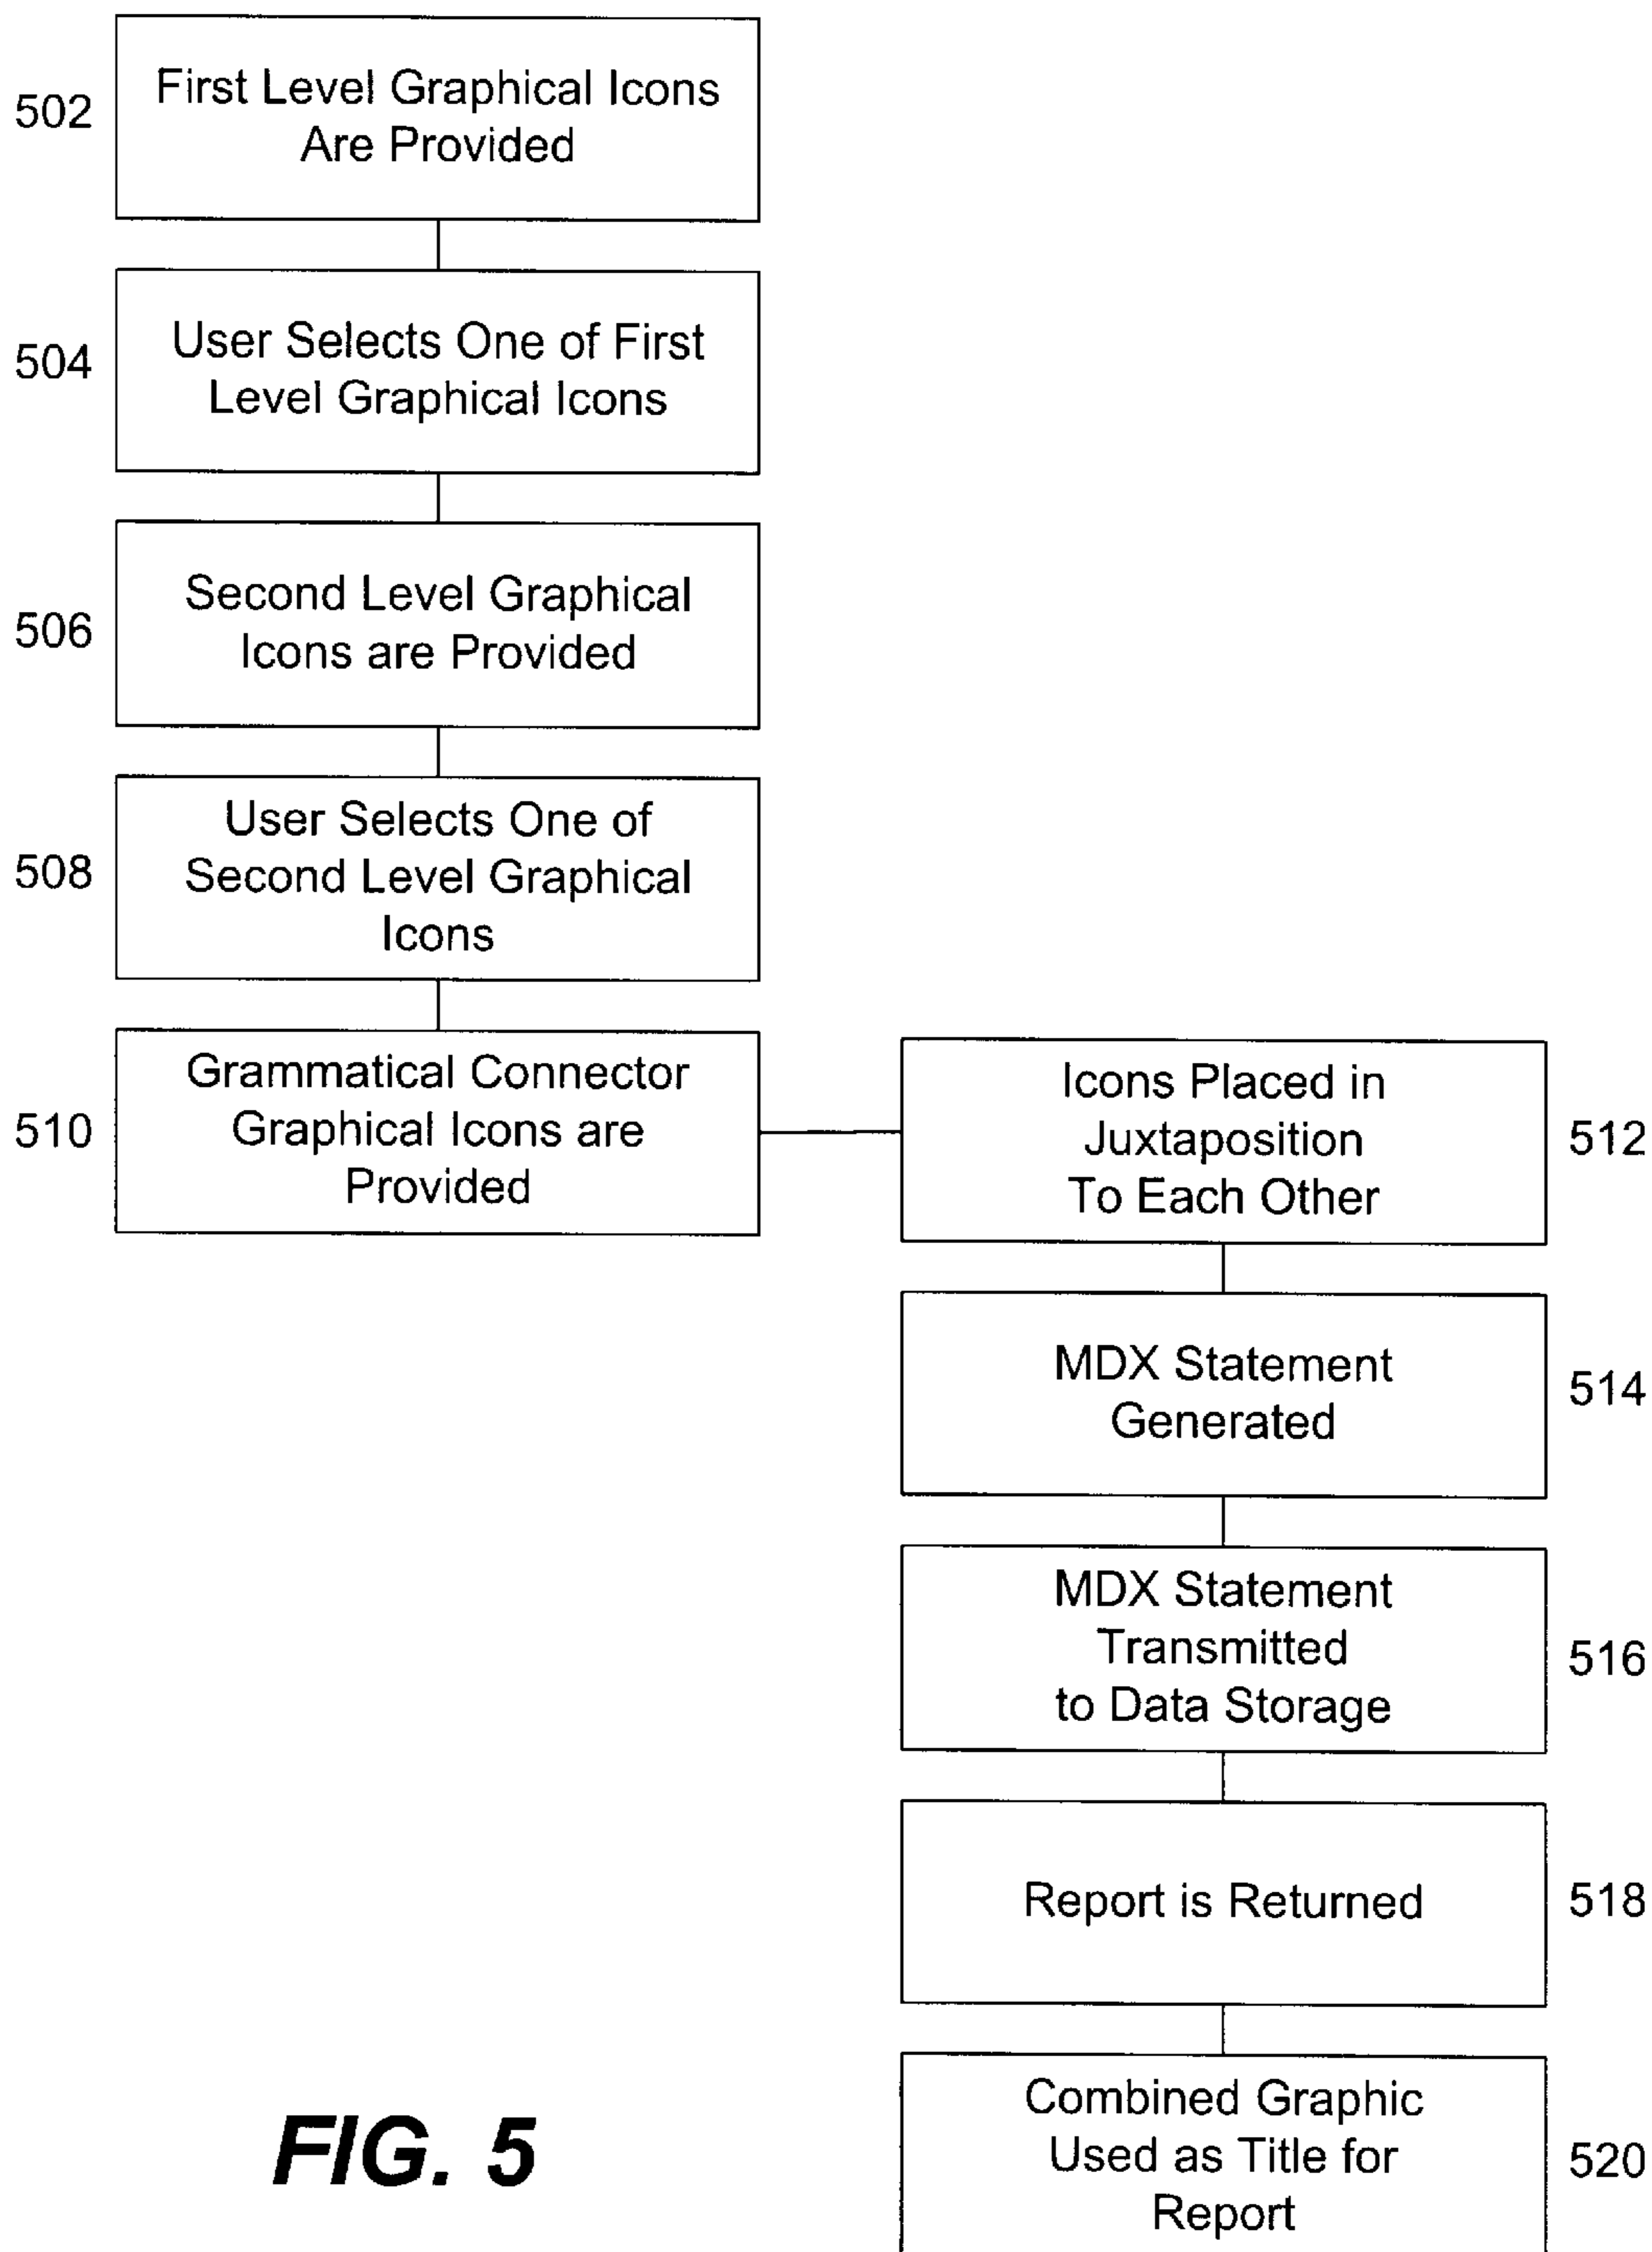 502
First Level Graphical Icons
Are Provided
504
User Selects One of First
Level Graphical Icons
506
Second Level Graphical
Icons are Provided
508
User Selects One of
Second Level Graphical
Icons
510
Grammatical Connector
Graphical Icons are
Provided
Icons Placed in
Juxtaposition
To Each Other
512
MDX Statement
Generated
514
MDX Statement
Transmitted
to Data Storage
516
Report is Returned
518
Combined Graphic
Used as Title for
Report
520
FIG. 5